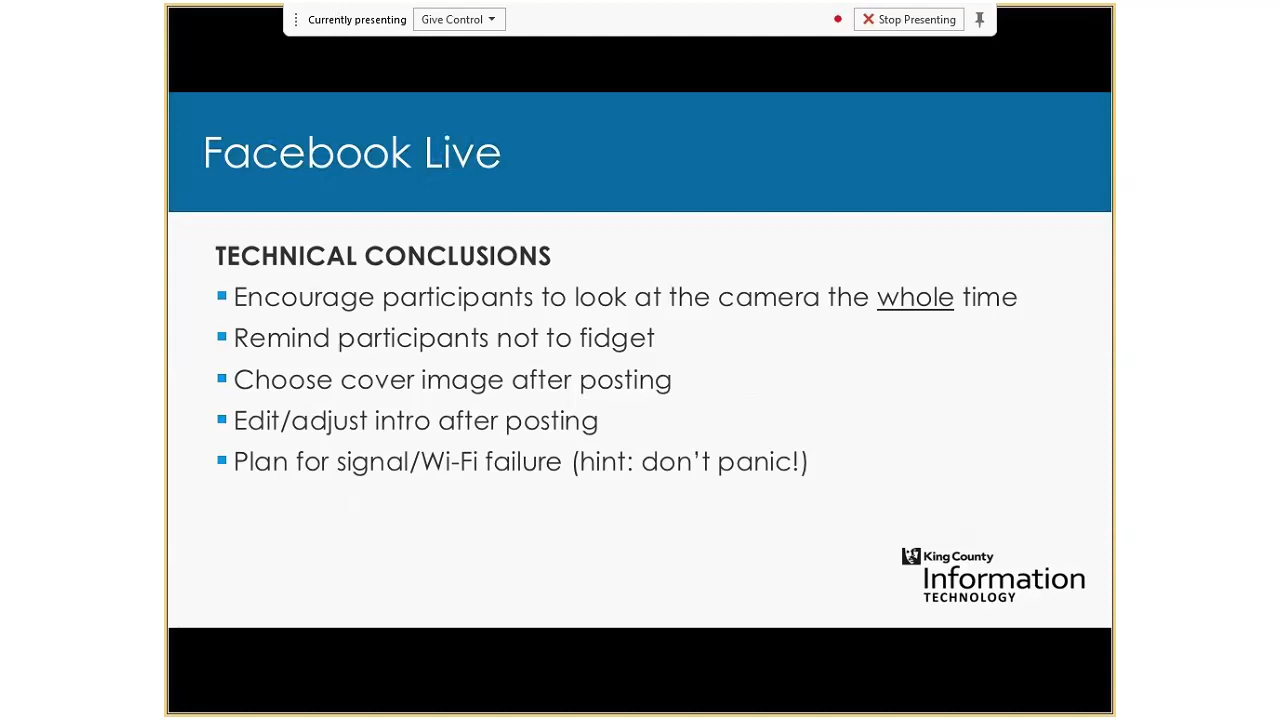 Currently presenting Give Control Stop Presenting
Facebook Live
TECHNICAL CONCLUSIONS
Encourage participants to look at the camera the whole time
Remind participants not to fidget
Choose cover image after posting
Edit/adjust intro after posting
Plan for signal/Wi-Fi failure (hint: don’t panic!)
King County
Information
TECHNOLOGY